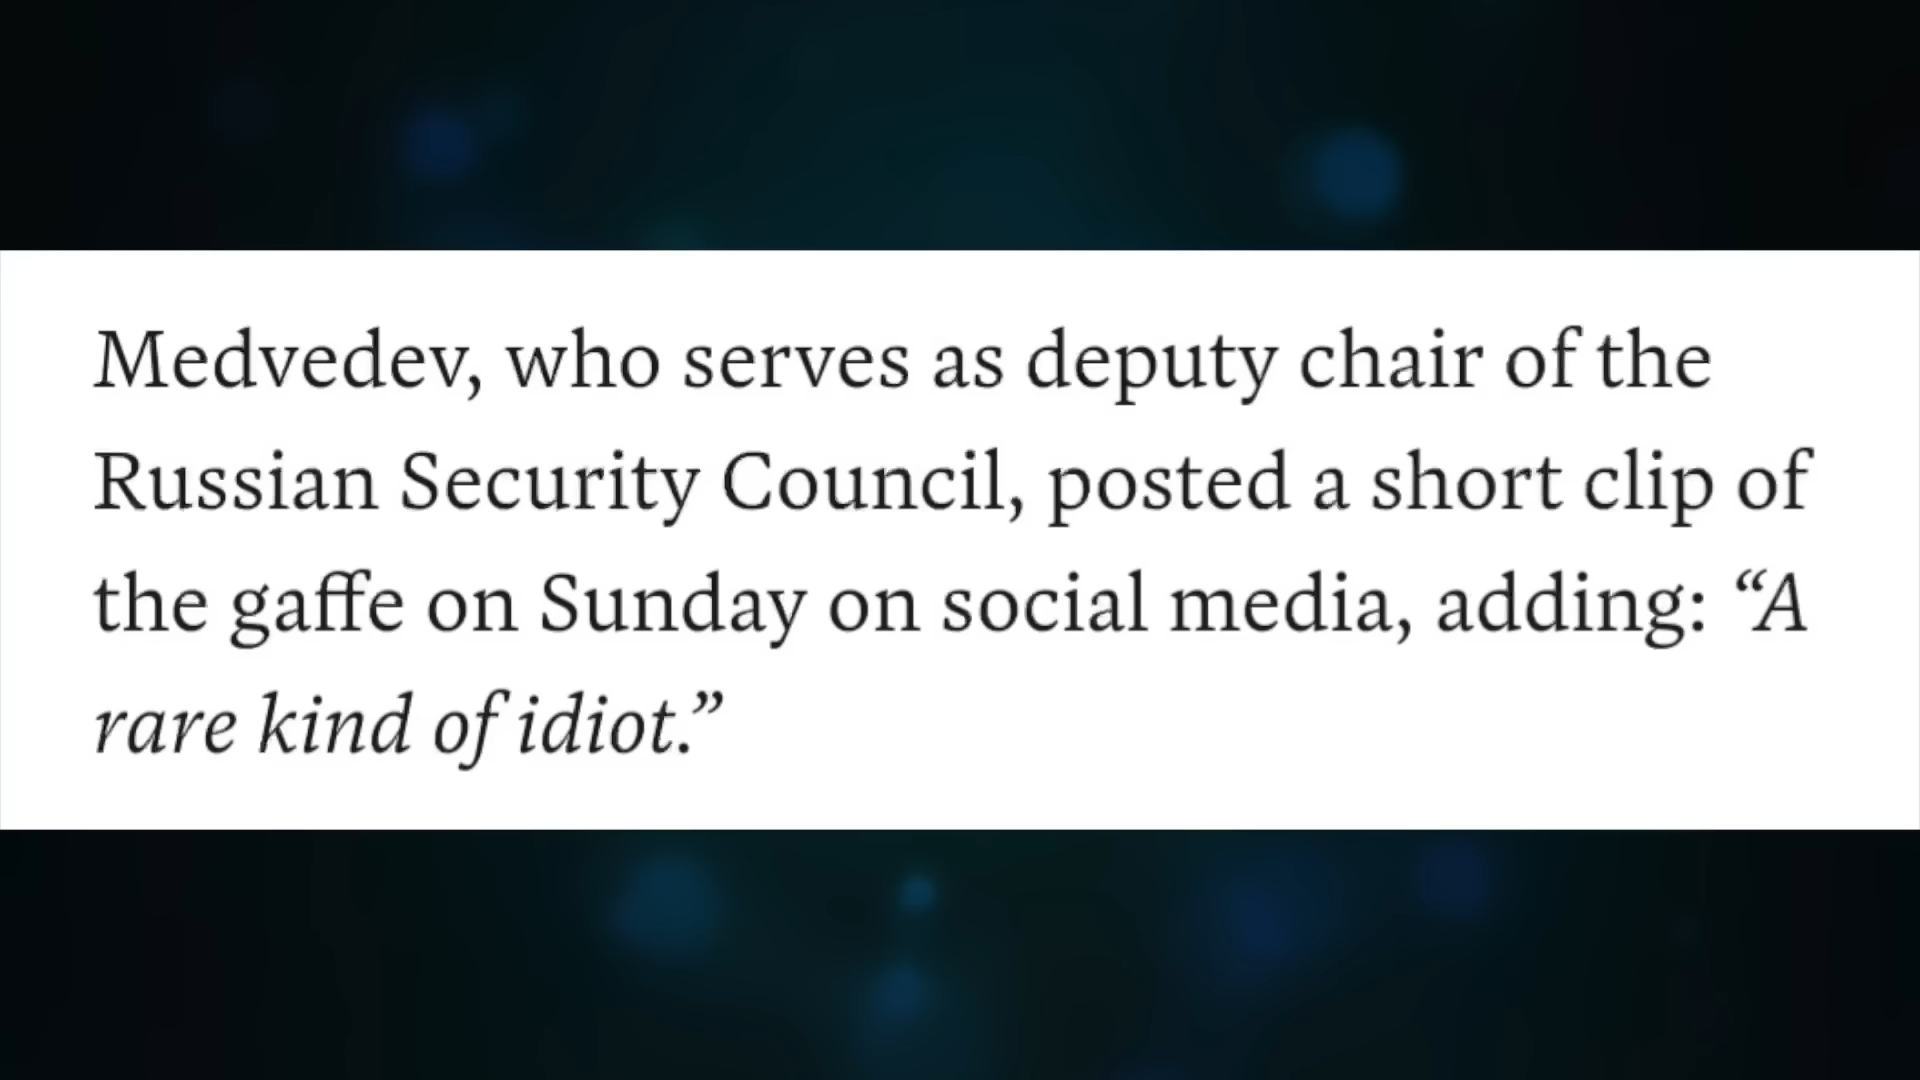 Medvedev, who serves as deputy chair of the
Russian Security Council, posted a short clip of
the gaffe on Sunday on social media, adding: “A
rare kind of idiot.”